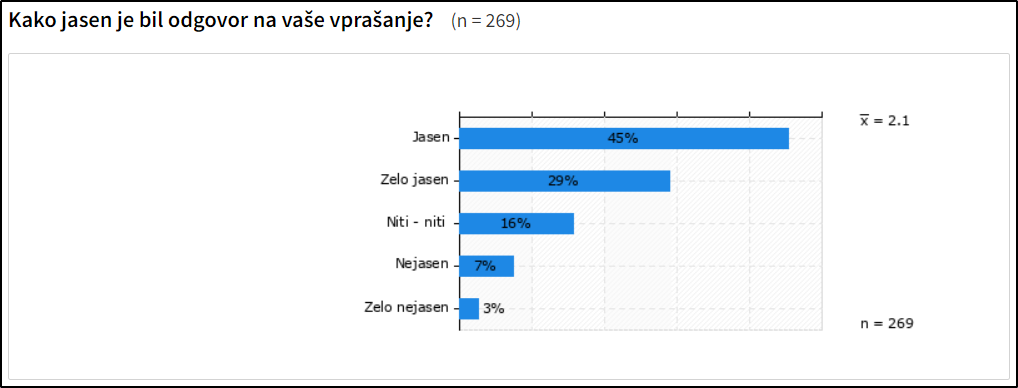 Kako jasen je bil odgovor na vaše vprašanje? (n = 269)
x̅ = 2.1
Jasen 45%
Zelo jasen 29%
Niti - niti 16%
Nejasen 7%
Zelo nejasen 3%
n = 269